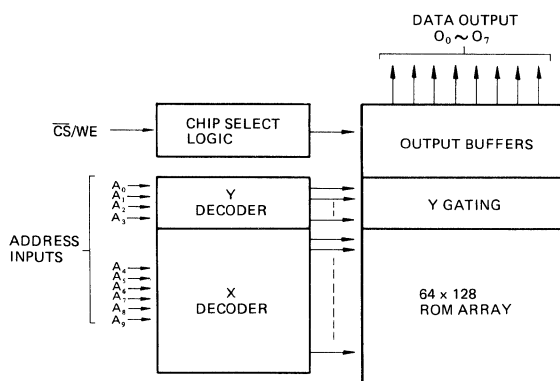 DATA OUTPUT
O₀ ~ O₇
C̅S̅/WE
CHIP SELECT
LOGIC
OUTPUT BUFFERS
A₀
A₁
A₂
A₃
Y
DECODER
Y GATING
ADDRESS
INPUTS
A₄
A₅
A₆
A₇
A₈
A₉
X
DECODER
64 x 128
ROM ARRAY